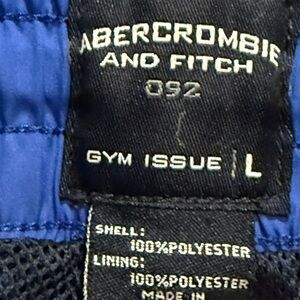 ABERCROMBIE
AND FITCH
092
GYM ISSUE | L
SHELL:
100%POLYESTER
LINING:
100%POLYESTER
MADE IN